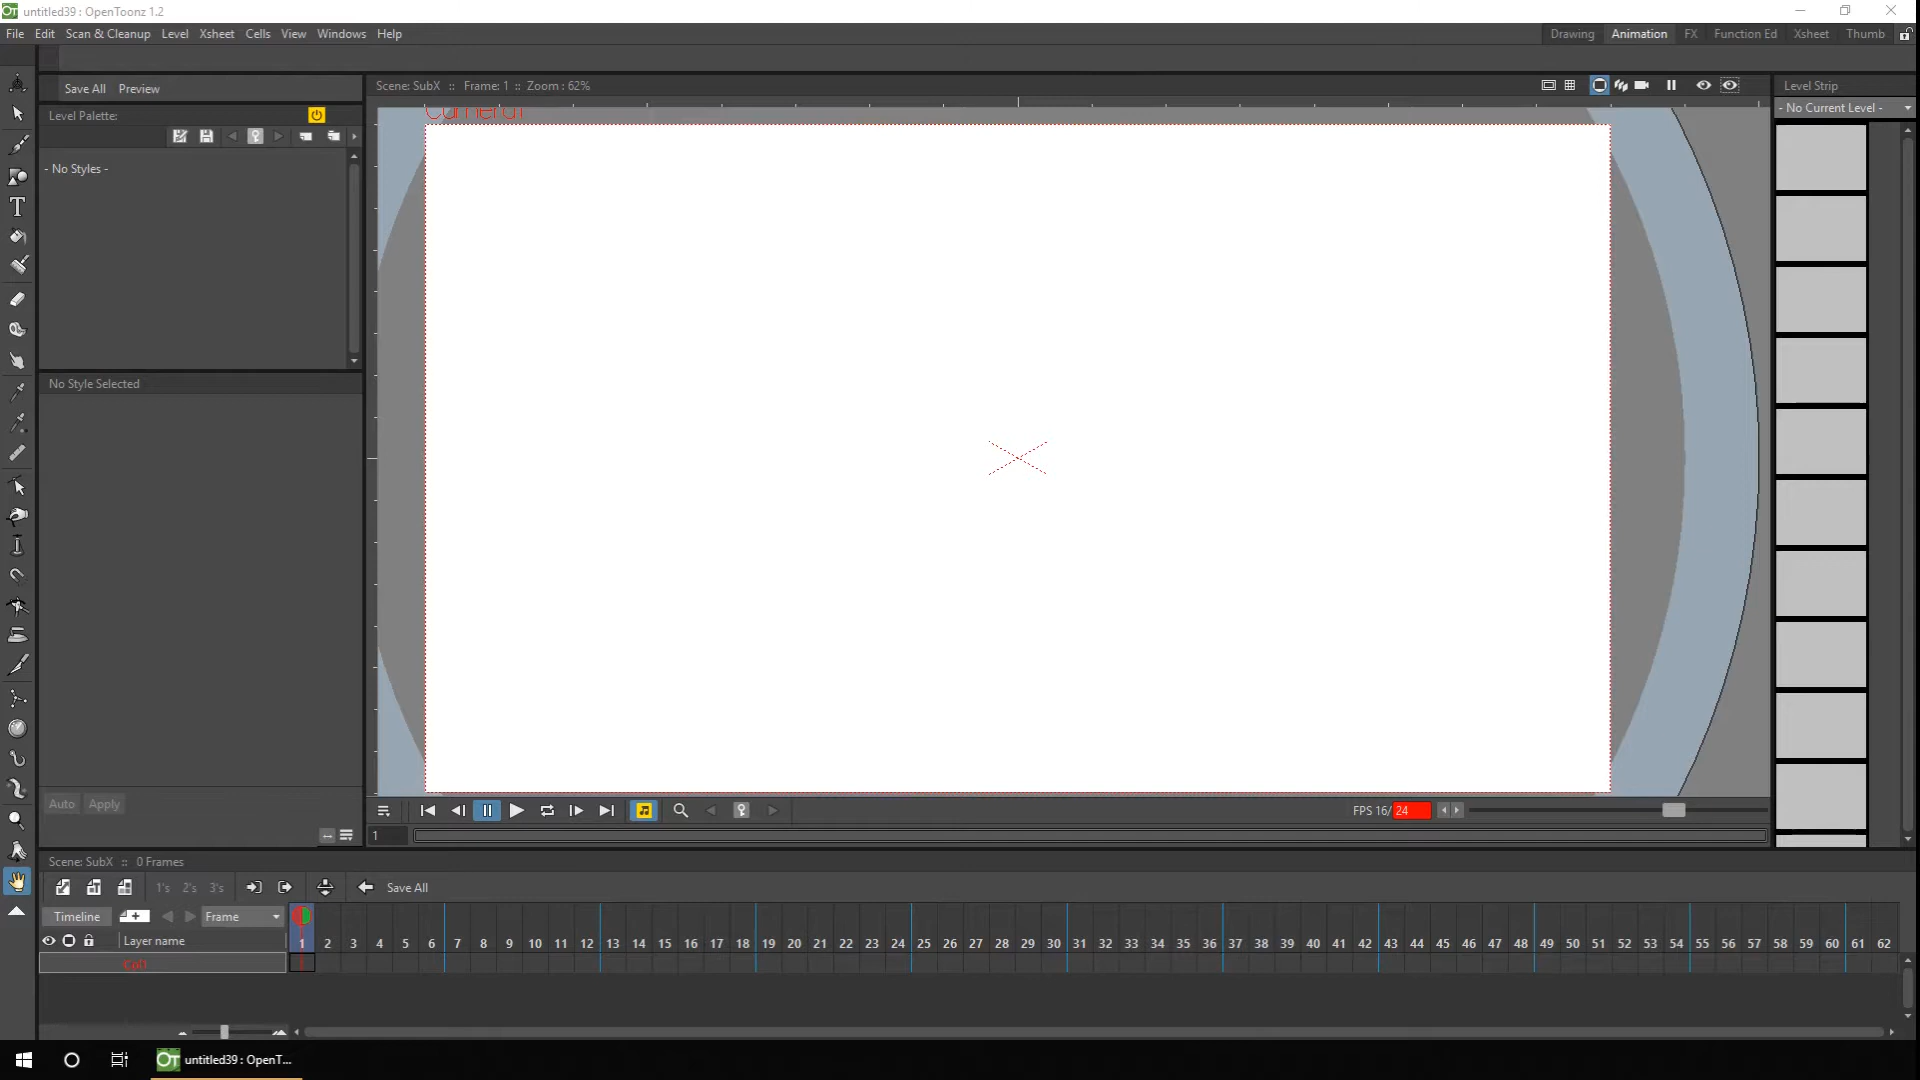 untitled39 : OpenToonz 1.2
File Edit Scan & Cleanup Level Xsheet Cells View Windows Help
Drawing Animation FX Function Ed Xsheet Thumb
Save All Preview
Scene: SubX :: Frame: 1 :: Zoom : 62%
Level Strip
Level Palette:
- No Current Level -
- No Styles -
Camera1
No Style Selected
Auto Apply
FPS 16/ 24
1
Scene: SubX :: 0 Frames
1's 2's 3's Save All
Timeline Frame
Layer name
1 2 3 4 5 6 7 8 9 10 11 12 13 14 15 16 17 18 19 20 21 22 23 24 25 26 27 28 29 30 31 32 33 34 35 36 37 38 39 40 41 42 43 44 45 46 47 48 49 50 51 52 53 54 55 56 57 58 59 60 61 62
Col1
untitled39 : OpenT...